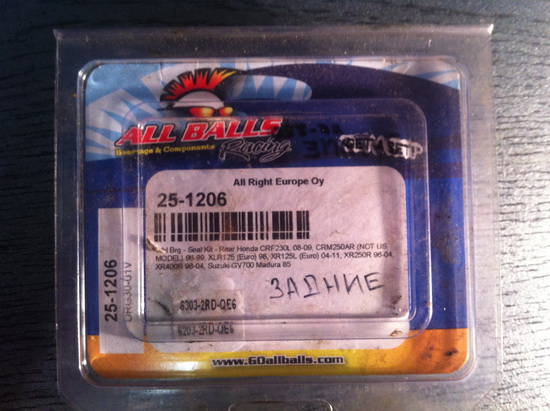 ALL BALLS
Racing
Bearings & Components
All Right Europe Oy
25-1206
Brg - Seal Kit - Rear Honda CRF230L 08-09, CRM250AR (NOT US
MODEL) 96-99, XLR125 (Euro) 98, XR125L (Euro) 04-11, XR250R 96-04,
XR400R 96-04, Suzuki GV700 Madura 85
ЗАДНИЕ
6303-2RD-QE6
6203-2RD-QE6
25-1206
www.60allballs.com